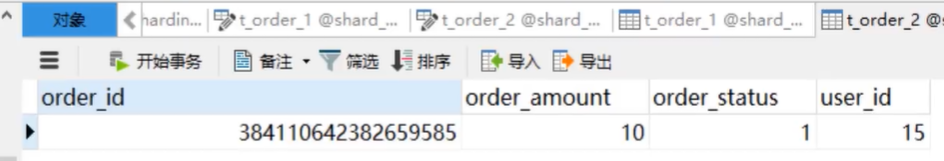 对象 hardin... t_order_1 @shard_... t_order_2 @shard_... t_order_1 @shard_... t_order_2 @
开始事务 备注 筛选 排序 导入 导出
order_id order_amount order_status user_id
384110642382659585 10 1 15